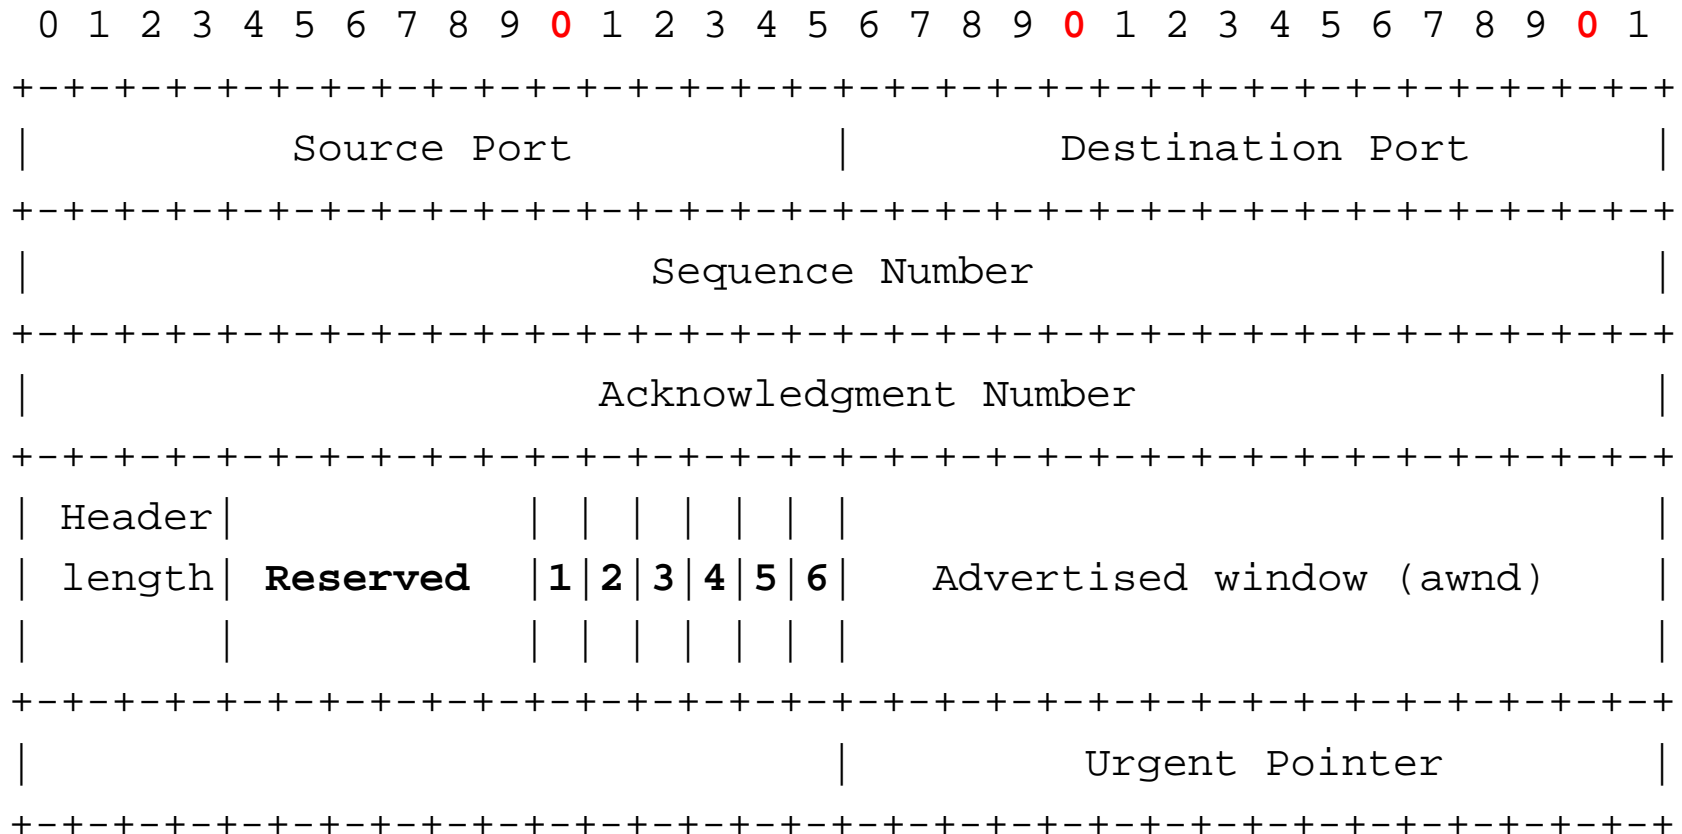 0 1 2 3 4 5 6 7 8 9 0 1 2 3 4 5 6 7 8 9 0 1 2 3 4 5 6 7 8 9 0 1
+-+-+-+-+-+-+-+-+-+-+-+-+-+-+-+-+-+-+-+-+-+-+-+-+-+-+-+-+-+-+-+-+
|          Source Port          |        Destination Port       |
+-+-+-+-+-+-+-+-+-+-+-+-+-+-+-+-+-+-+-+-+-+-+-+-+-+-+-+-+-+-+-+-+
|                        Sequence Number                        |
+-+-+-+-+-+-+-+-+-+-+-+-+-+-+-+-+-+-+-+-+-+-+-+-+-+-+-+-+-+-+-+-+
|                      Acknowledgment Number                    |
+-+-+-+-+-+-+-+-+-+-+-+-+-+-+-+-+-+-+-+-+-+-+-+-+-+-+-+-+-+-+-+-+
| Header|           | | | | | | |                               |
| length| Reserved  |1|2|3|4|5|6|   Advertised window (awnd)    |
|       |           | | | | | | |                               |
+-+-+-+-+-+-+-+-+-+-+-+-+-+-+-+-+-+-+-+-+-+-+-+-+-+-+-+-+-+-+-+-+
|                               |         Urgent Pointer        |
+-+-+-+-+-+-+-+-+-+-+-+-+-+-+-+-+-+-+-+-+-+-+-+-+-+-+-+-+-+-+-+-+